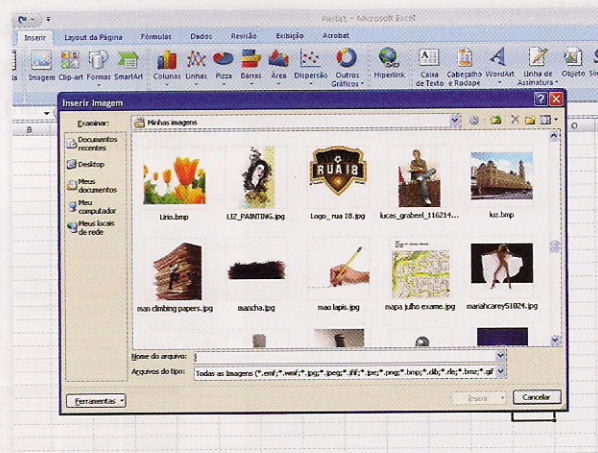 Pasta1 - Microsoft Excel
Inserir Layout da Página Fórmulas Dados Revisão Exibição Acrobat
Imagem Clip-art Formas SmartArt Colunas Linhas Pizza Barras Área Dispersão Outros Gráficos Hiperlink Caixa de Texto Cabeçalho e Rodapé WordArt Linha de Assinatura Objeto
Inserir Imagem
B O
Examinar: Minhas imagens
Documentos recentes
Desktop
Meus documentos
Meu computador
Meus locais de rede
RUA 18
Lirio.bmp LIZ_PAINTING.jpg Logo_ rua 18.jpg lucas_grabeel_116214... luz.bmp
man climbing papers.jpg mancha.jpg mao lapis.jpg mapa julho exame.jpg mariahcarey51024.jpg
Nome do arquivo:
Arquivos do tipo: Todas as Imagens (*.emf;*.wmf;*.jpg;*.jpeg;*.jfif;*.jpe;*.png;*.bmp;*.dib;*.rle;*.bmz;*.gif
Ferramentas Inserir Cancelar